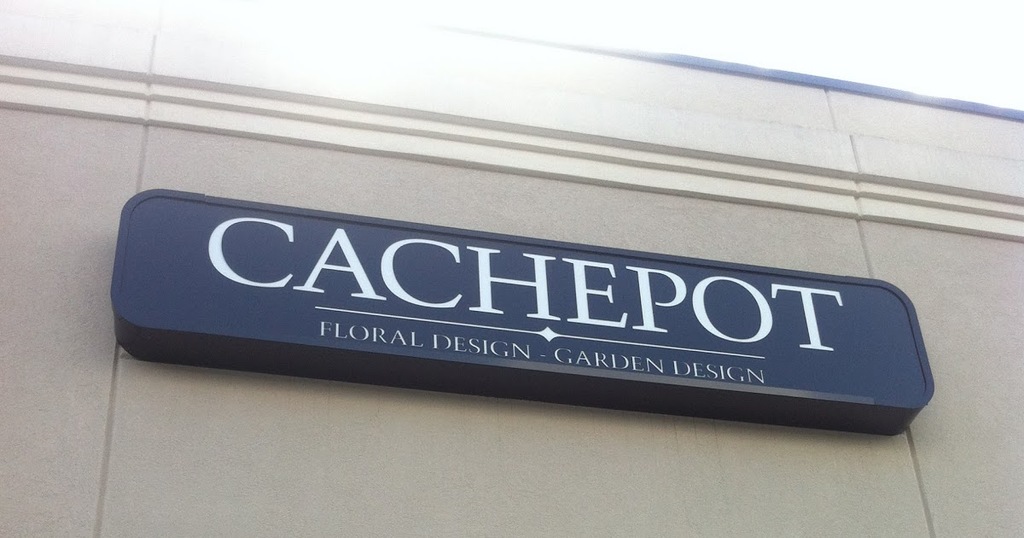 CACHEPOT
FLORAL DESIGN - GARDEN DESIGN